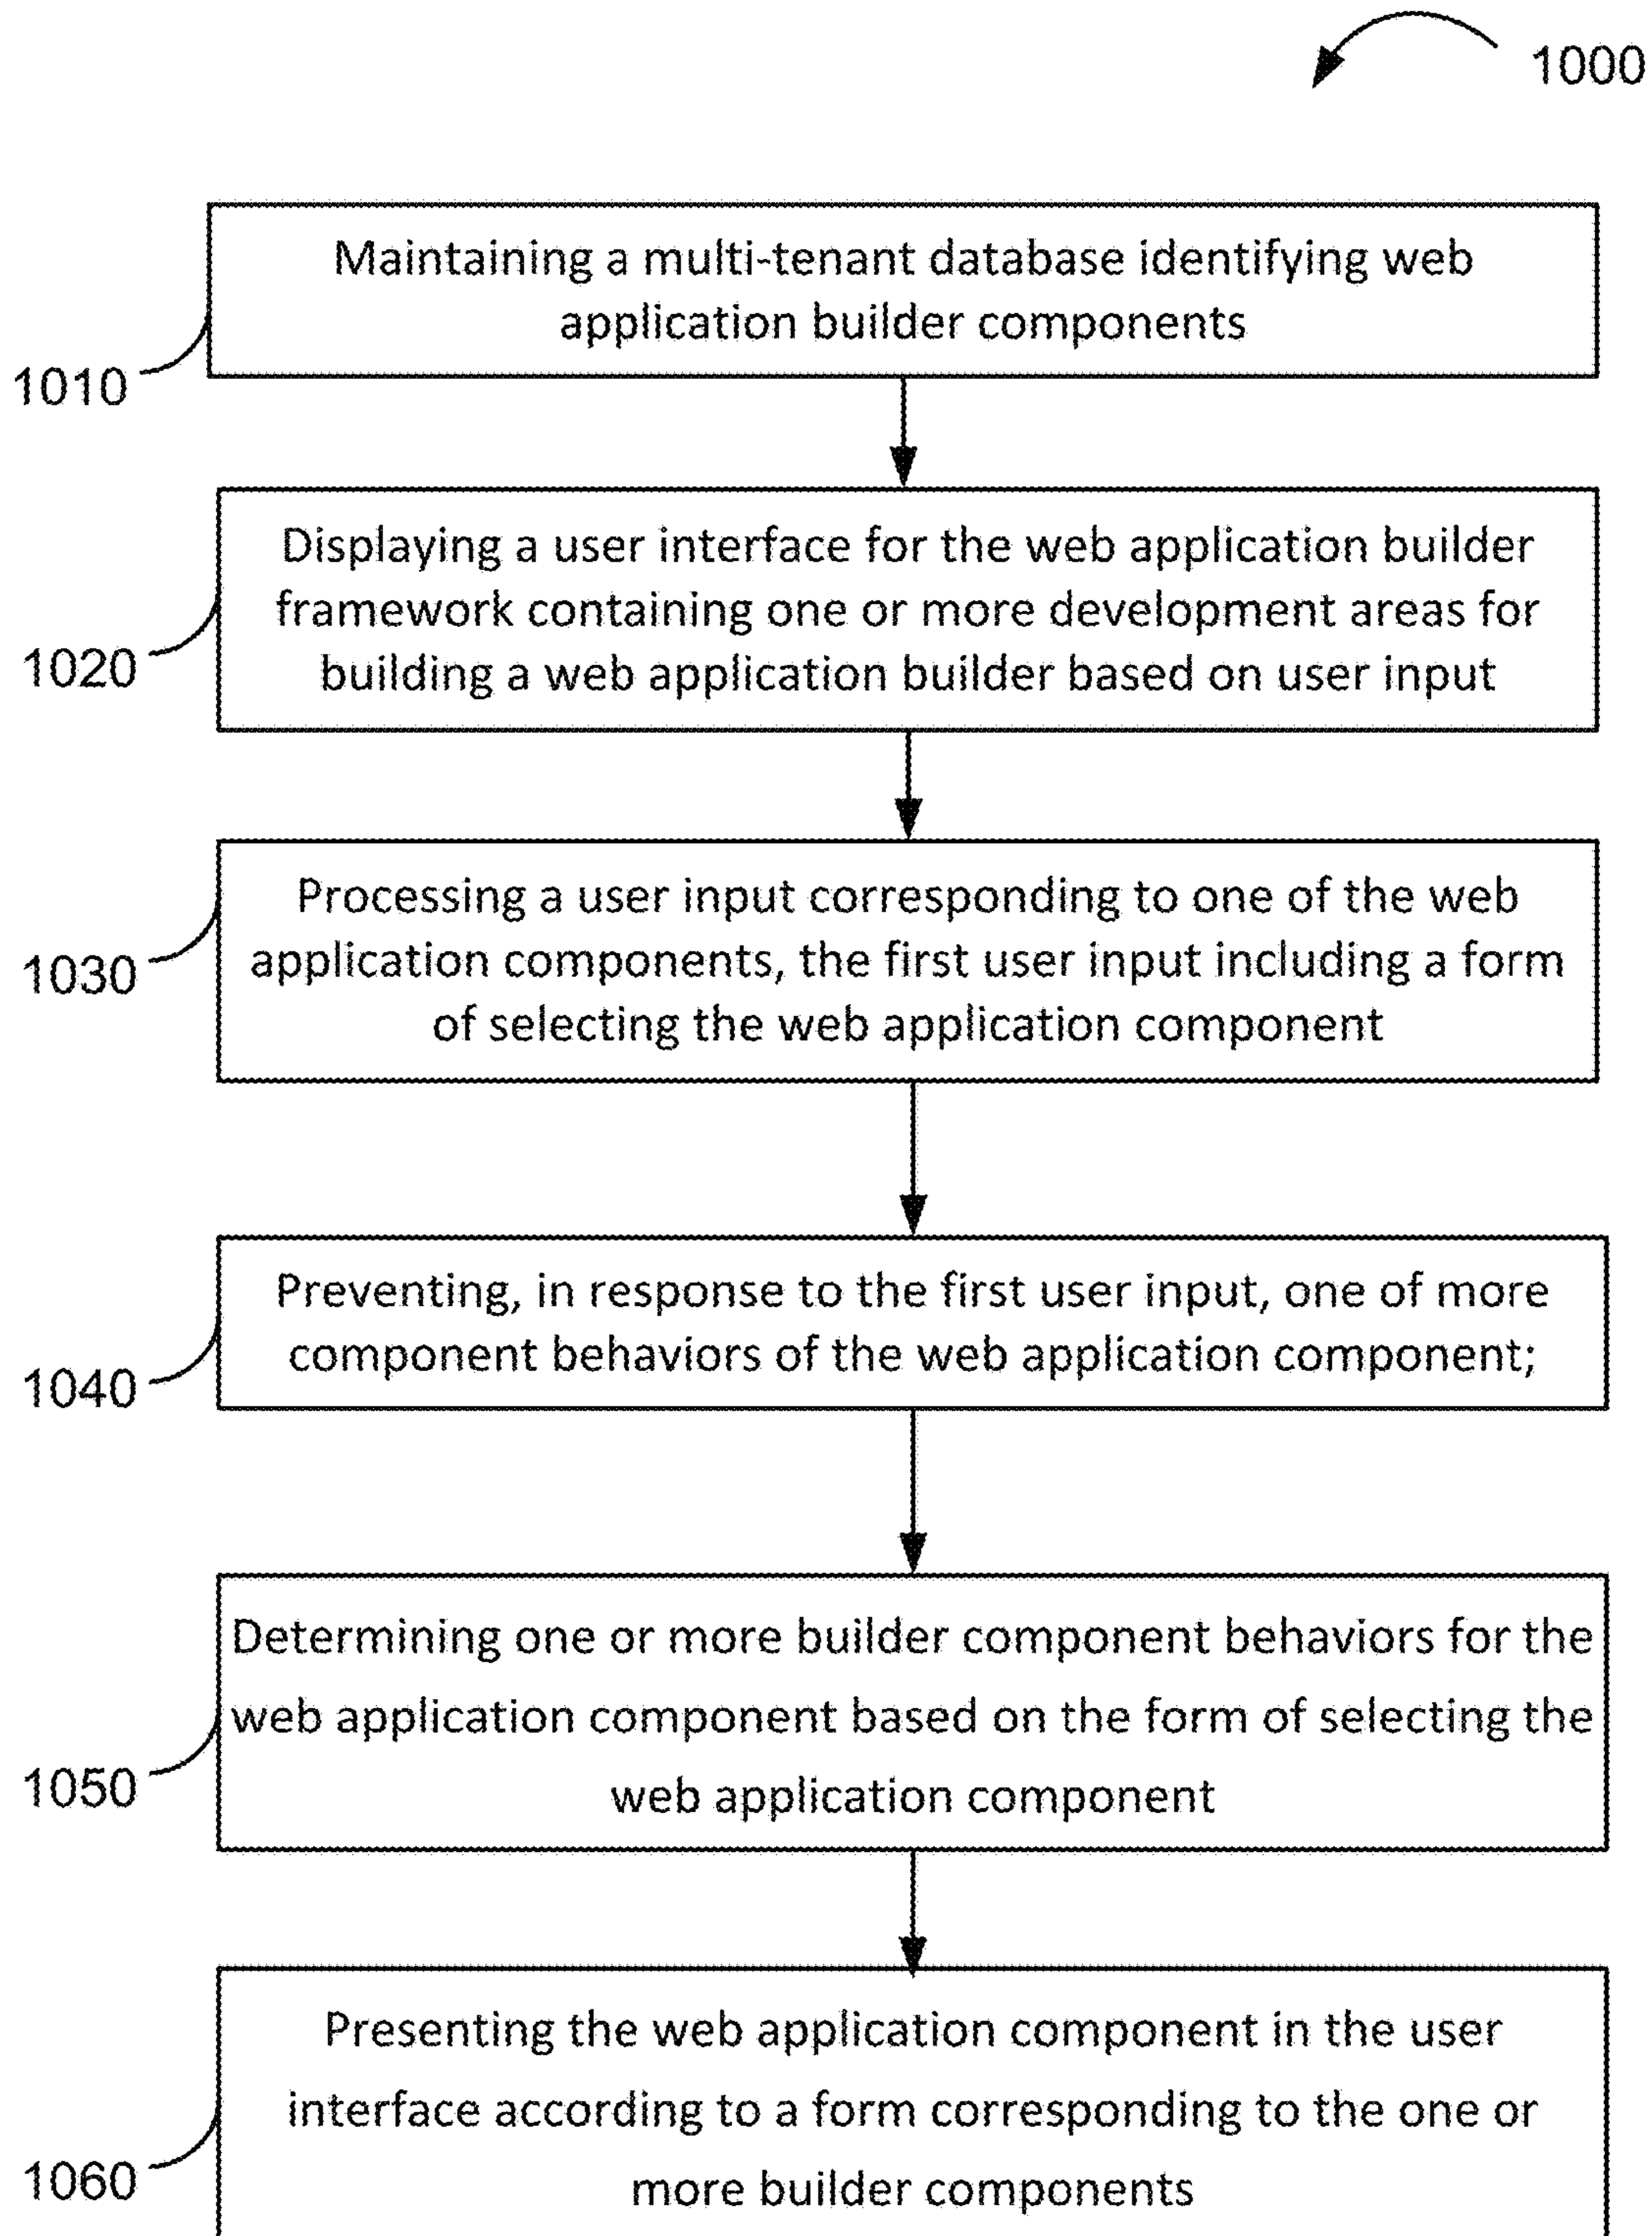 1000
Maintaining a multi-tenant database identifying web
application builder components
1010
Displaying a user interface for the web application builder
framework containing one or more development areas for
building a web application builder based on user input
1020
Processing a user input corresponding to one of the web
application components, the first user input including a form
of selecting the web application component
1030
Preventing, in response to the first user input, one of more
component behaviors of the web application component;
1040
Determining one or more builder component behaviors for the
web application component based on the form of selecting the
web application component
1050
Presenting the web application component in the user
interface according to a form corresponding to the one or
more builder components
1060